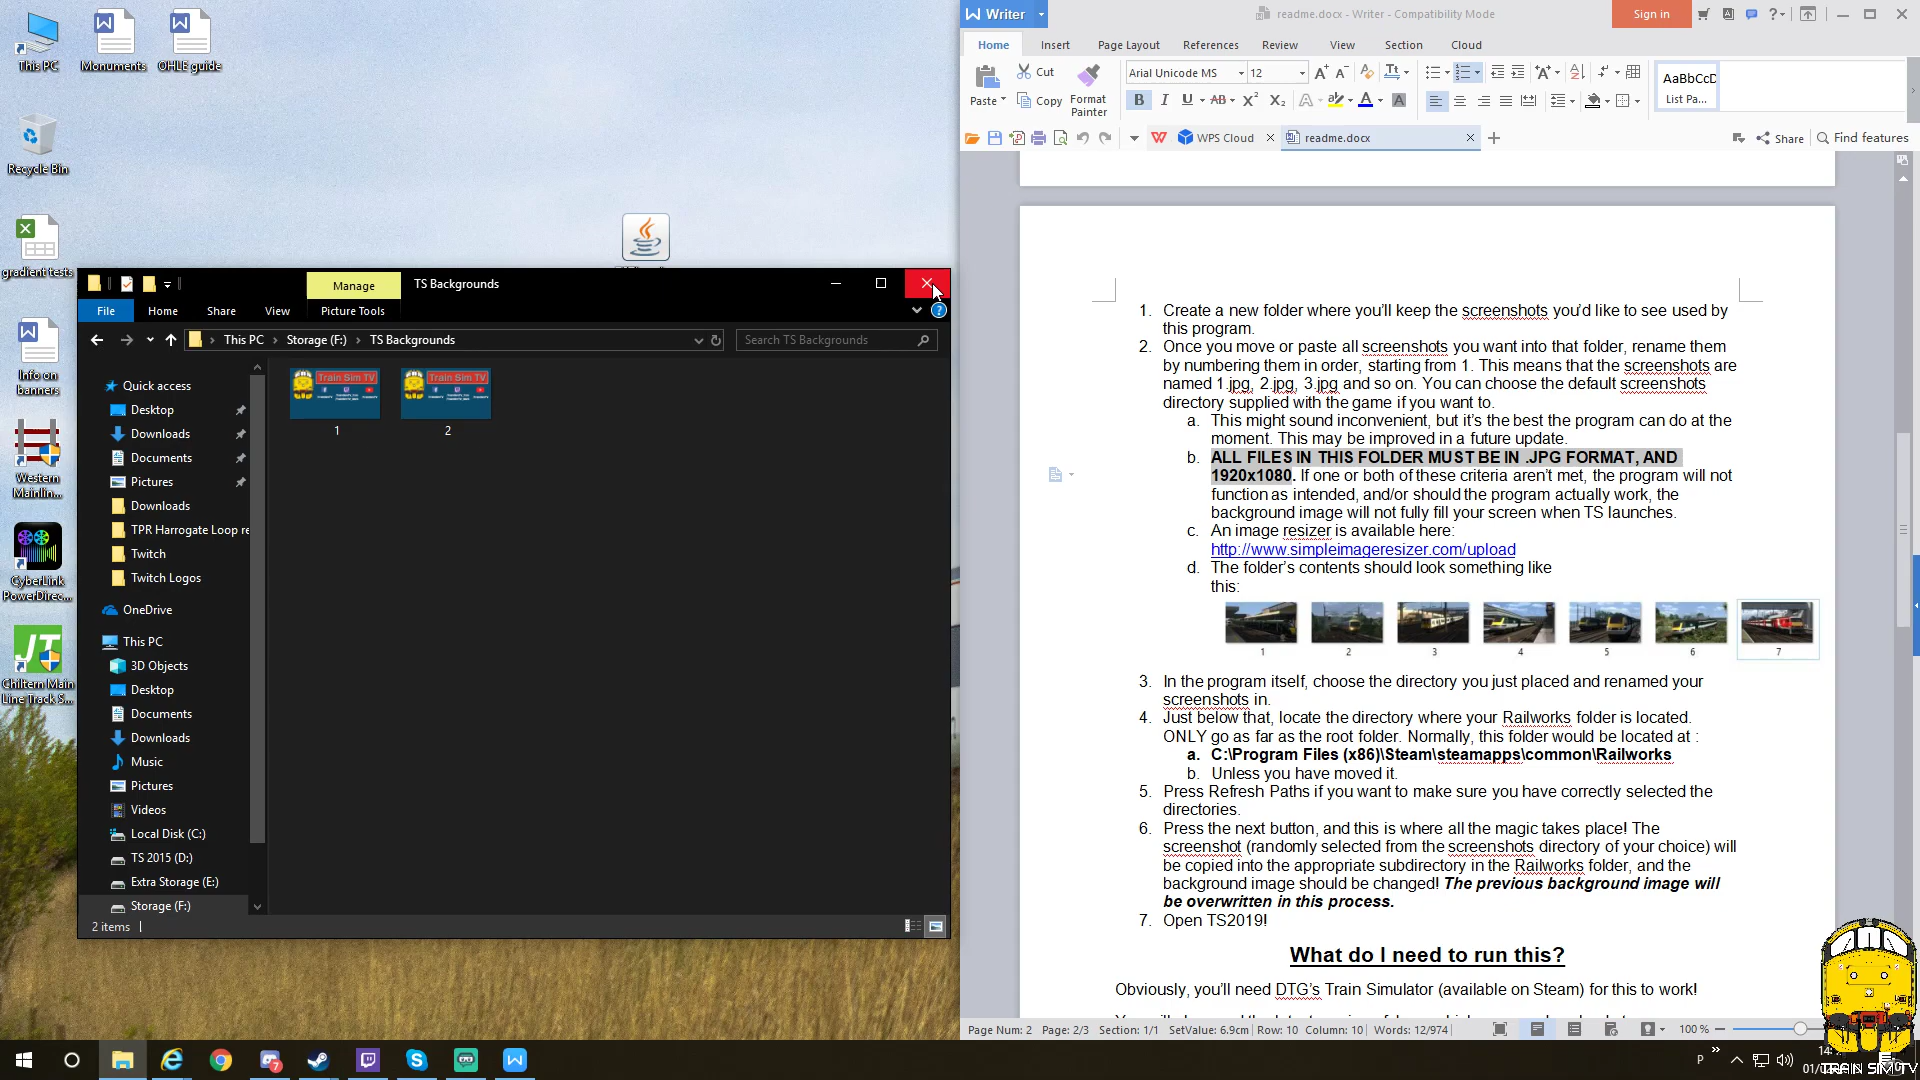 This PC
Monuments
OHLE guide
Recycle Bin
gradient tests
Info on
banners
Western
Mainlin...
CyberLink
PowerDirec...
JT
Chiltern Main
Line Track S...
Manage
TS Backgrounds
File
Home
Share
View
Picture Tools
This PC
Storage (F:)
TS Backgrounds
Search TS Backgrounds
Quick access
Desktop
Downloads
Documents
Pictures
Downloads
TPR Harrogate Loop re
Twitch
Twitch Logos
OneDrive
This PC
3D Objects
Desktop
Documents
Downloads
Music
Pictures
Videos
Local Disk (C:)
TS 2015 (D:)
Extra Storage (E:)
Storage (F:)
Train Sim TV
Train Sim TV
1
2
2 items
Writer
readme.docx - Writer - Compatibility Mode
Sign in
Home
Insert
Page Layout
References
Review
View
Section
Cloud
Paste
Cut
Copy
Format
Painter
Arial Unicode MS
12
AaBbCcD
List Pa...
WPS Cloud
readme.docx
Share
Find features
1. Create a new folder where you'll keep the screenshots you'd like to see used by
this program.
2. Once you move or paste all screenshots you want into that folder, rename them
by numbering them in order, starting from 1. This means that the screenshots are
named 1.jpg, 2.jpg, 3.jpg and so on. You can choose the default screenshots
directory supplied with the game if you want to.
a. This might sound inconvenient, but it's the best the program can do at the
moment. This may be improved in a future update.
b. ALL FILES IN THIS FOLDER MUST BE IN .JPG FORMAT, AND
1920x1080. If one or both of these criteria aren't met, the program will not
function as intended, and/or should the program actually work, the
background image will not fully fill your screen when TS launches.
c. An image resizer is available here:
http://www.simpleimageresizer.com/upload
d. The folder's contents should look something like
this:
1 2 3 4 5 6 7
3. In the program itself, choose the directory you just placed and renamed your
screenshots in.
4. Just below that, locate the directory where your Railworks folder is located.
ONLY go as far as the root folder. Normally, this folder would be located at :
a. C:\Program Files (x86)\Steam\steamapps\common\Railworks
b. Unless you have moved it.
5. Press Refresh Paths if you want to make sure you have correctly selected the
directories.
6. Press the next button, and this is where all the magic takes place! The
screenshot (randomly selected from the screenshots directory of your choice) will
be copied into the appropriate subdirectory in the Railworks folder, and the
background image should be changed! The previous background image will
be overwritten in this process.
7. Open TS2019!
What do I need to run this?
Obviously, you'll need DTG's Train Simulator (available on Steam) for this to work!
Page Num: 2 Page: 2/3 Section: 1/1 SetValue: 6.9cm Row: 10 Column: 10 Words: 12/974
100 %
TRAIN SIM TV